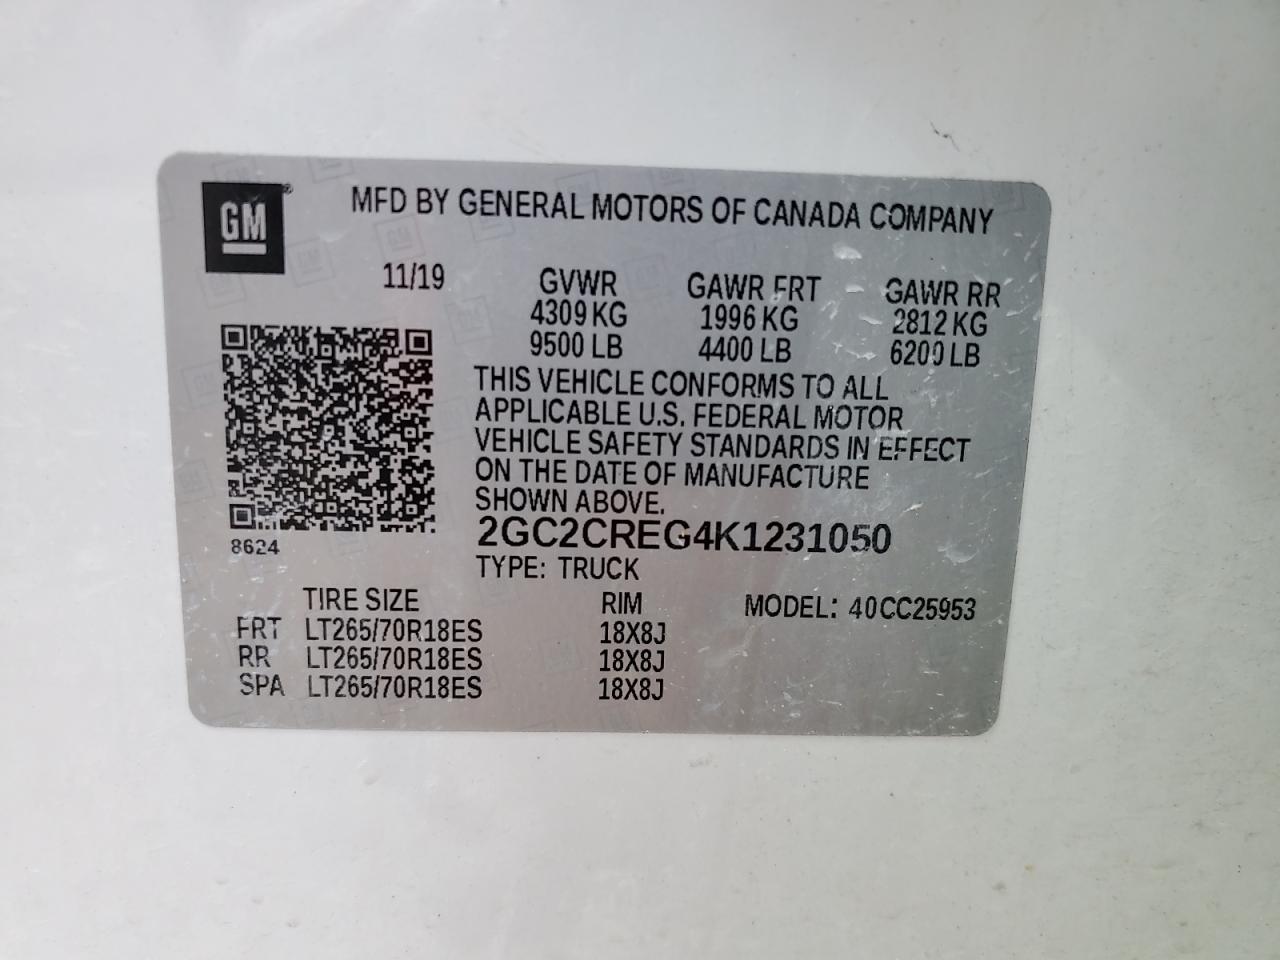 GM®
MFD BY GENERAL MOTORS OF CANADA COMPANY
11/19
GVWR GAWR FRT GAWR RR
4309 KG 1996 KG 2812 KG
9500 LB 4400 LB 6200 LB
THIS VEHICLE CONFORMS TO ALL
APPLICABLE U.S. FEDERAL MOTOR
VEHICLE SAFETY STANDARDS IN EFFECT
ON THE DATE OF MANUFACTURE
SHOWN ABOVE.
2GC2CREG4K1231050
8624
TYPE: TRUCK
TIRE SIZE RIM MODEL: 40CC25953
FRT LT265/70R18ES 18X8J
RR LT265/70R18ES 18X8J
SPA LT265/70R18ES 18X8J